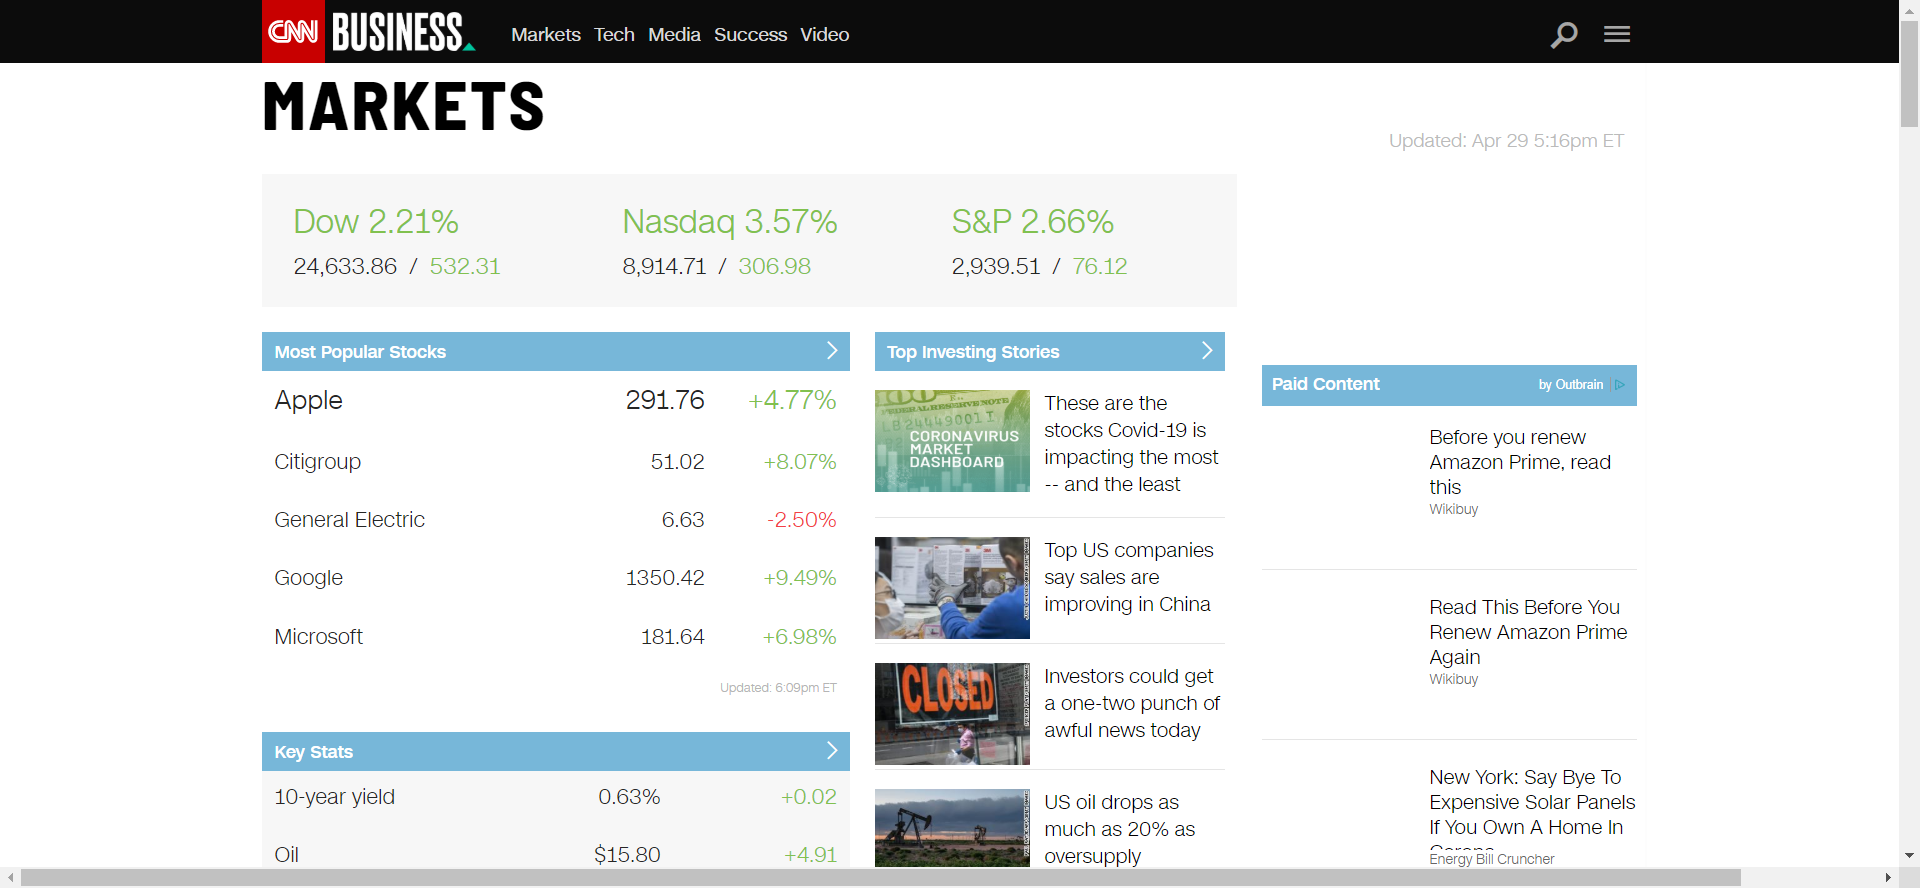 CNN BUSINESS
Markets Tech Media Success Video
MARKETS
Updated: Apr 29 5:16pm ET
Dow 2.21%
24,633.86 / 532.31
Nasdaq 3.57%
8,914.71 / 306.98
S&P 2.66%
2,939.51 / 76.12
Most Popular Stocks
Apple 291.76 +4.77%
Citigroup 51.02 +8.07%
General Electric 6.63 -2.50%
Google 1350.42 +9.49%
Microsoft 181.64 +6.98%
Updated: 6:09pm ET
Key Stats
10-year yield 0.63% +0.02
Oil $15.80 +4.91
Top Investing Stories
FEDERAL RESERVE NOTE
LB24449001I
CORONAVIRUS
MARKET
DASHBOARD
These are the
stocks Covid-19 is
impacting the most
-- and the least
Top US companies
say sales are
improving in China
CLOSED
Investors could get
a one-two punch of
awful news today
US oil drops as
much as 20% as
oversupply
Paid Content
by Outbrain
Before you renew
Amazon Prime, read
this
Wikibuy
Read This Before You
Renew Amazon Prime
Again
Wikibuy
New York: Say Bye To
Expensive Solar Panels
If You Own A Home In
Energy Bill Cruncher